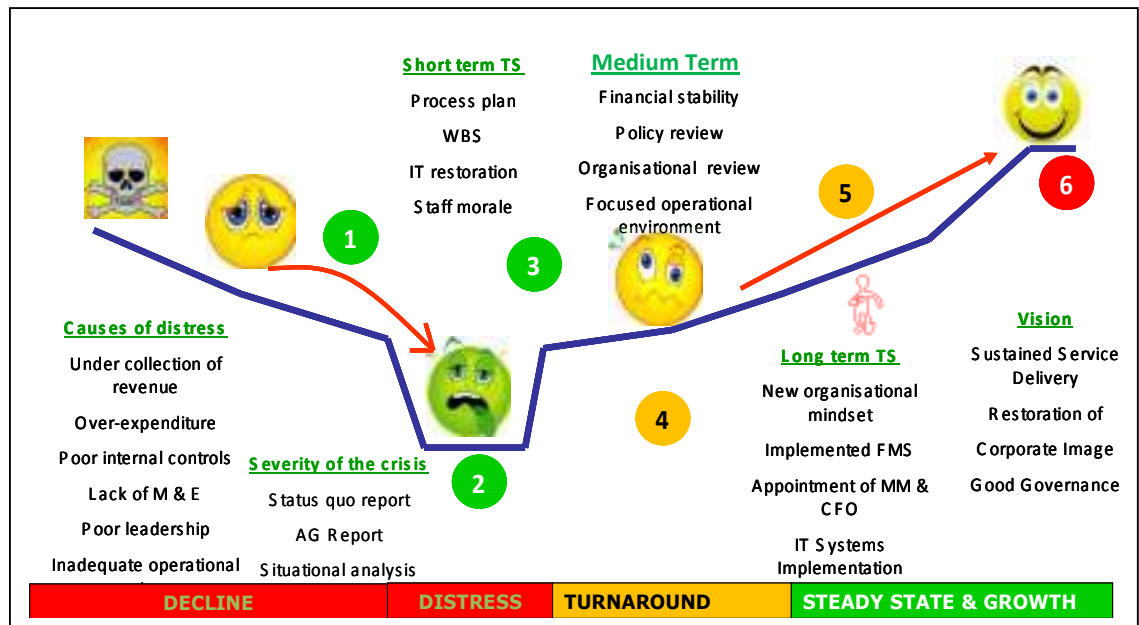 Short term TS
Process plan
WBS
IT restoration
Staff morale
Medium Term
Financial stability
Policy review
Organisational review
Focused operational
environment
1
2
3
4
5
6
Causes of distress
Under collection of
revenue
Over-expenditure
Poor internal controls
Lack of M & E
Poor leadership
Inadequate operational
Severity of the crisis
Status quo report
AG Report
Situational analysis
Long term TS
New organisational
mindset
Implemented FMS
Appointment of MM &
CFO
IT Systems
Implementation
Vision
Sustained Service
Delivery
Restoration of
Corporate Image
Good Governance
DECLINE
DISTRESS
TURNAROUND
STEADY STATE & GROWTH